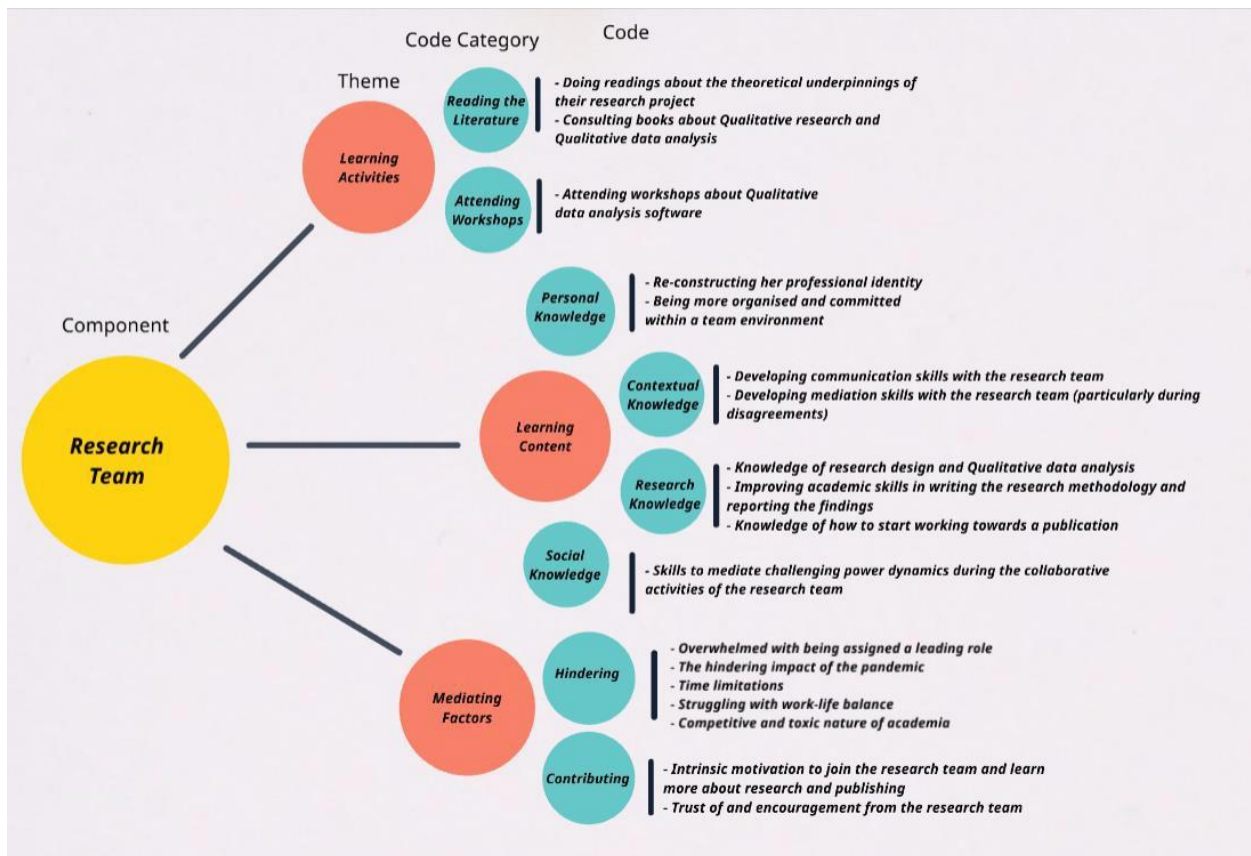 Code Category
Code
Theme
Component
Research
Team
Learning
Activities
Reading the
Literature
- Doing readings about the theoretical underpinnings of
their research project
- Consulting books about Qualitative research and
Qualitative data analysis
Attending
Workshops
- Attending workshops about Qualitative
data analysis software
Learning
Content
Personal
Knowledge
- Re-constructing her professional identity
- Being more organised and committed
within a team environment
Contextual
Knowledge
- Developing communication skills with the research team
- Developing mediation skills with the research team (particularly during
disagreements)
Research
Knowledge
- Knowledge of research design and Qualitative data analysis
- Improving academic skills in writing the research methodology and
reporting the findings
- Knowledge of how to start working towards a publication
Social
Knowledge
- Skills to mediate challenging power dynamics during the collaborative
activities of the research team
Mediating
Factors
Hindering
- Overwhelmed with being assigned a leading role
- The hindering impact of the pandemic
- Time limitations
- Struggling with work-life balance
- Competitive and toxic nature of academia
Contributing
- Intrinsic motivation to join the research team and learn
more about research and publishing
- Trust of and encouragement from the research team